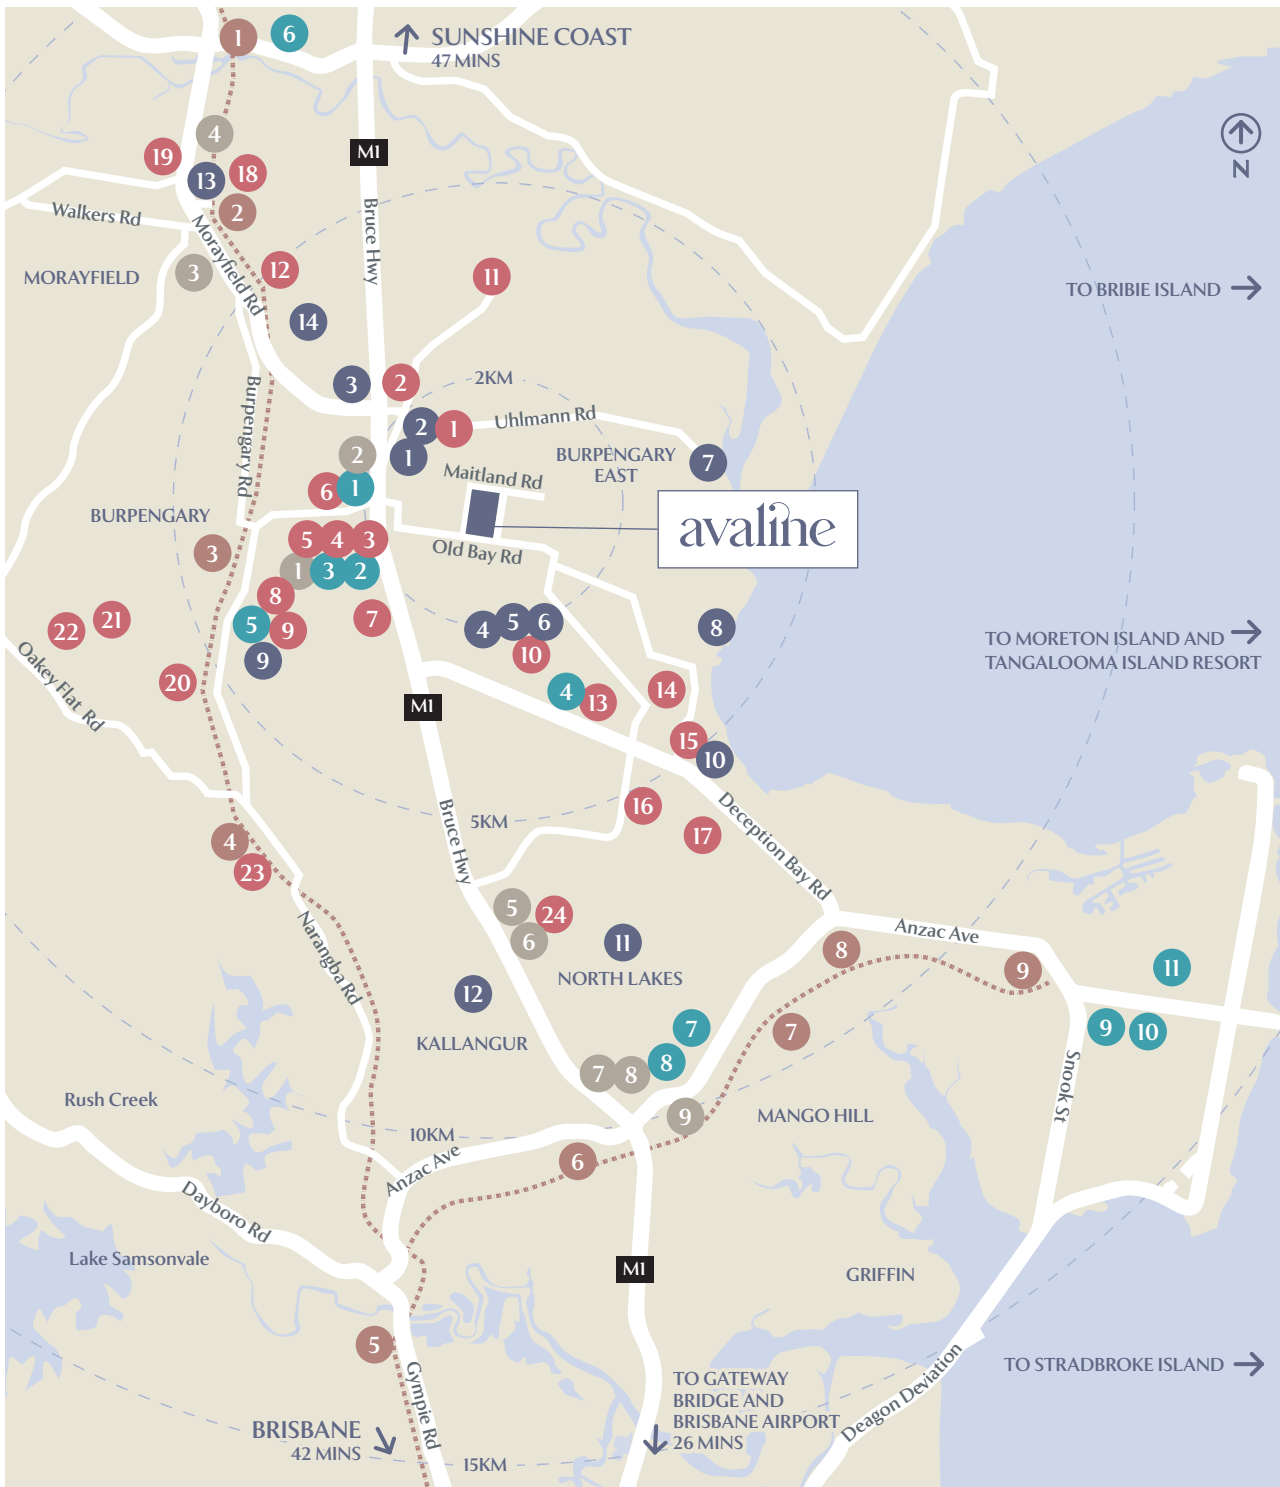 1
6
SUNSHINE COAST
47 MINS
4
M1
N
19
13
18
Walkers Rd
2
Morayfield Rd
Bruce Hwy
MORAYFIELD
3
12
11
TO BRIBIE ISLAND
14
3
2
2KM
Burpengary Rd
2
1
Uhlmann Rd
2
1
BURPENGARY
EAST
7
6
1
Maitland Rd
BURPENGARY
avaline
3
5
4
3
Old Bay Rd
1
3
2
8
22
21
5
9
7
4
5
6
8
TO MORETON ISLAND AND
TANGALOOMA ISLAND RESORT
9
10
Oakey Flat Rd
20
4
13
14
M1
15
10
5KM
16
17
Bruce Hwy
Deception Bay Rd
4
23
5
24
6
11
Narangba Rd
Anzac Ave
8
9
11
NORTH LAKES
12
7
7
9
10
KALLANGUR
8
7
8
Snook St
Rush Creek
9
MANGO HILL
10KM
Anzac Ave
6
Dayboro Rd
Lake Samsonvale
M1
GRIFFIN
5
Gympie Rd
TO GATEWAY
BRIDGE AND
BRISBANE AIRPORT
26 MINS
Deagon Deviation
TO STRADBROKE ISLAND
BRISBANE
42 MINS
15KM